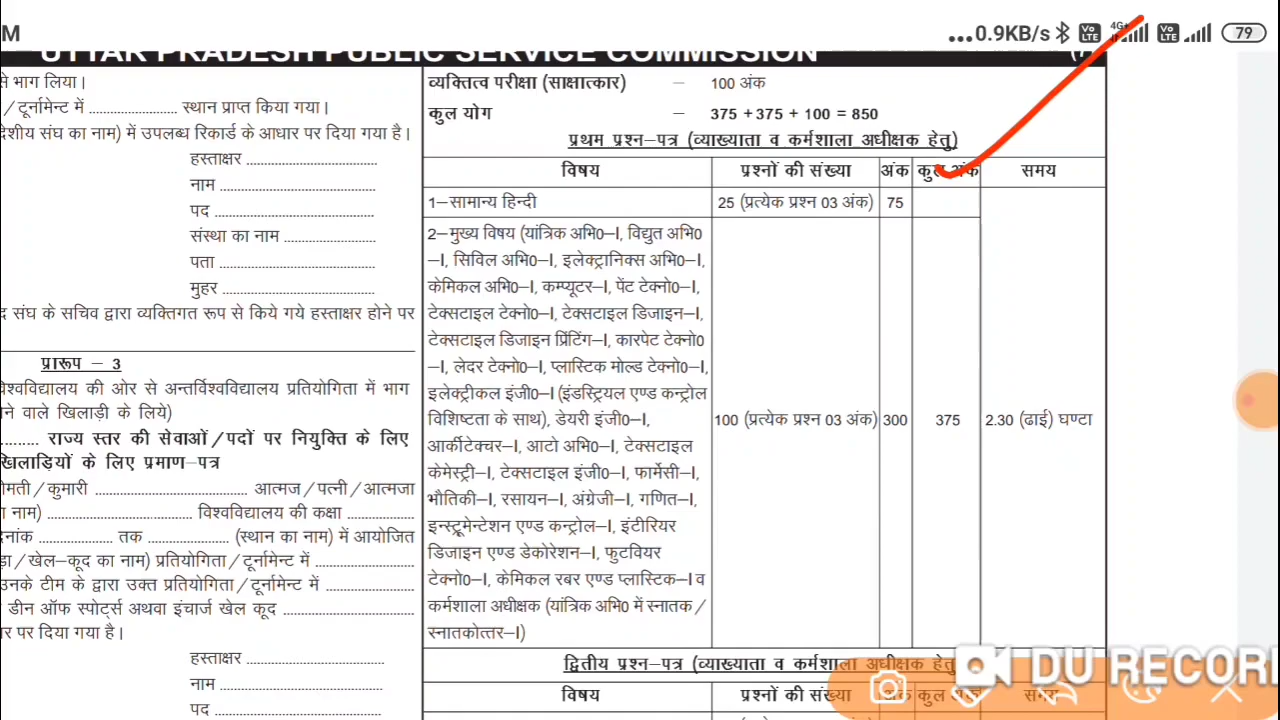 M
...0.9KB/s Vo LTE 4G+ Vo LTE 79
UTTAR PRADESH PUBLIC SERVICE COMMISSION
से भाग लिया।
/ टूर्नामेन्ट में ...................... स्थान प्राप्त किया गया।
देशीय संघ का नाम) में उपलब्ध रिकार्ड के आधार पर दिया गया है।
हस्ताक्षर ................................
नाम .......................................
पद ........................................
संस्था का नाम .......................
पता .......................................
मुहर ......................................
द संघ के सचिव द्वारा व्यक्तिगत रूप से किये गये हस्ताक्षर होने पर
प्रारूप – 3
विश्वविद्यालय की ओर से अन्तर्विश्वविद्यालय प्रतियोगिता में भाग
ने वाले खिलाड़ी के लिये)
......... राज्य स्तर की सेवाओं/पदों पर नियुक्ति के लिए
खिलाड़ियों के लिए प्रमाण–पत्र
मती/कुमारी ...................................... आत्मज/पत्नी/आत्मजा
ा नाम) ................................... विश्वविद्यालय की कक्षा .................
नांक .................... तक .................... (स्थान का नाम) में आयोजित
ड़ा/खेल–कूद का नाम) प्रतियोगिता/टूर्नामेन्ट में ........................
उनके टीम के द्वारा उक्त प्रतियोगिता/टूर्नामेन्ट में ......................
डीन ऑफ स्पोर्ट्स अथवा इंचार्ज खेल कूद ................................
ार पर दिया गया है।
हस्ताक्षर ..................................
नाम .........................................
पद ..........................................
व्यक्तित्व परीक्षा (साक्षात्कार) – 100 अंक
कुल योग – 375 +375 + 100 = 850
प्रथम प्रश्न–पत्र (व्याख्याता व कर्मशाला अधीक्षक हेतु)
विषय प्रश्नों की संख्या अंक कुल अंक समय
1–सामान्य हिन्दी 25 (प्रत्येक प्रश्न 03 अंक) 75
2–मुख्य विषय (यांत्रिक अभि0–I, विद्युत अभि0
–I, सिविल अभि0–I, इलेक्ट्रानिक्स अभि0–I,
केमिकल अभि0–I, कम्प्यूटर–I, पेंट टेक्नो0–I,
टेक्सटाइल टेक्नो0–I, टेक्सटाइल डिजाइन–I,
टेक्सटाइल डिजाइन प्रिंटिंग–I, कारपेट टेक्नो0
–I, लेदर टेक्नो0–I, प्लास्टिक मोल्ड टेक्नो0–I,
इलेक्ट्रीकल इंजी0–I (इंडस्ट्रियल एण्ड कन्ट्रोल
विशिष्टता के साथ), डेयरी इंजी0–I, 100 (प्रत्येक प्रश्न 03 अंक) 300 375 2.30 (ढाई) घण्टा
आर्कीटेक्चर–I, आटो अभि0–I, टेक्सटाइल
केमेस्ट्री–I, टेक्सटाइल इंजी0–I, फार्मेसी–I,
भौतिकी–I, रसायन–I, अंग्रेजी–I, गणित–I,
इन्स्ट्रूमेन्टेशन एण्ड कन्ट्रोल–I, इंटीरियर
डिजाइन एण्ड डेकोरेशन–I, फुटवियर
टेक्नो0–I, केमिकल रबर एण्ड प्लास्टिक–I व
कर्मशाला अधीक्षक (यांत्रिक अभि0 में स्नातक/
स्नातकोत्तर–I)
द्वितीय प्रश्न–पत्र (व्याख्याता व कर्मशाला अधीक्षक हेतु
विषय प्रश्नों की संख्या अंक कुल
DU RECOR